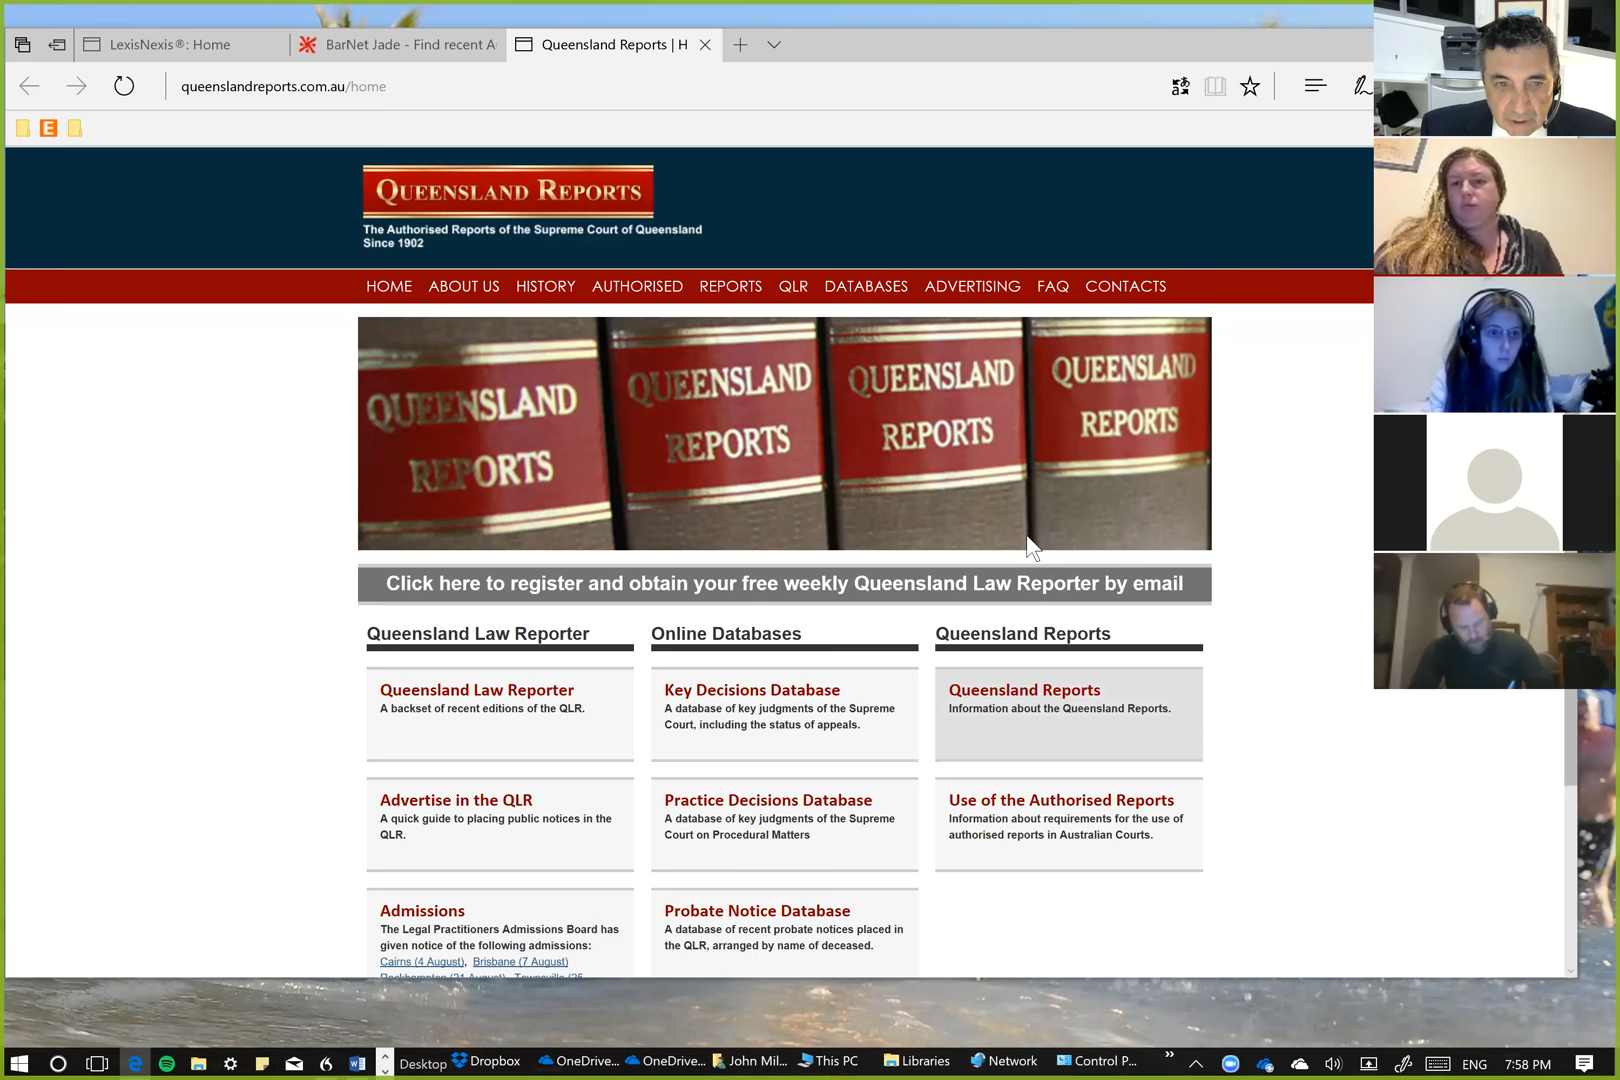 LexisNexis®: Home
BarNet Jade - Find recent A
Queensland Reports | H
queenslandreports.com.au/home
E
QUEENSLAND REPORTS
The Authorised Reports of the Supreme Court of Queensland
Since 1902
HOME ABOUT US HISTORY AUTHORISED REPORTS QLR DATABASES ADVERTISING FAQ CONTACTS
QUEENSLAND REPORTS
QUEENSLAND REPORTS
QUEENSLAND REPORTS
QUEENSLAND REPORTS
Click here to register and obtain your free weekly Queensland Law Reporter by email
Queensland Law Reporter
Queensland Law Reporter
A backset of recent editions of the QLR.
Advertise in the QLR
A quick guide to placing public notices in the
QLR.
Admissions
The Legal Practitioners Admissions Board has
given notice of the following admissions:
Cairns (4 August), Brisbane (7 August)
Rockhampton (21 August), Townsville (25
Online Databases
Key Decisions Database
A database of key judgments of the Supreme
Court, including the status of appeals.
Practice Decisions Database
A database of key judgments of the Supreme
Court on Procedural Matters
Probate Notice Database
A database of recent probate notices placed in
the QLR, arranged by name of deceased.
Queensland Reports
Queensland Reports
Information about the Queensland Reports.
Use of the Authorised Reports
Information about requirements for the use of
authorised reports in Australian Courts.
Desktop Dropbox OneDrive... OneDrive... John Mil... This PC Libraries Network Control P... ENG 7:58 PM